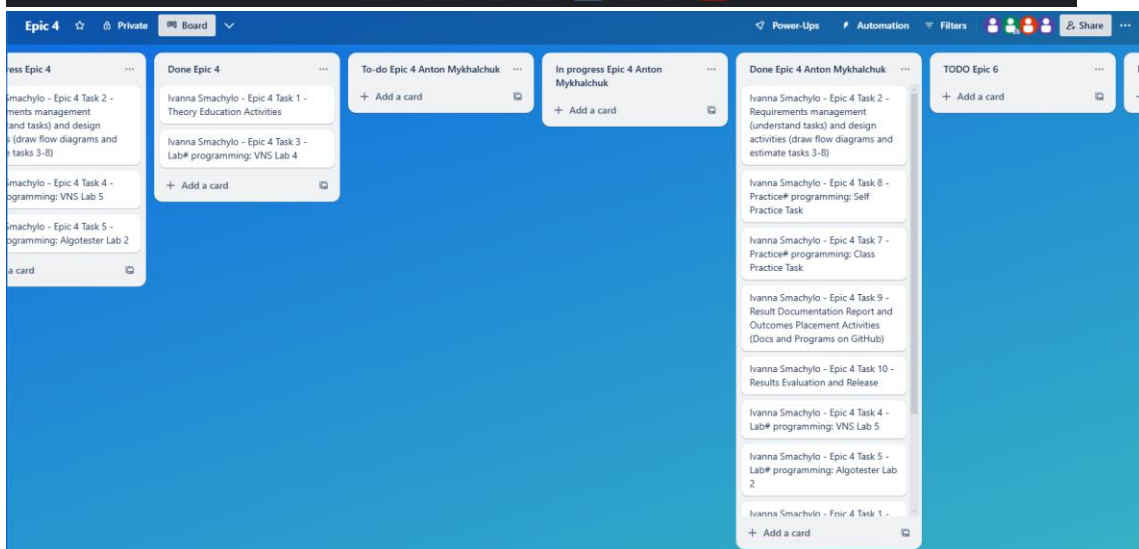 Epic 4 Private Board Power-Ups Automation Filters Share
ress Epic 4
Smachylo - Epic 4 Task 2 -
ments management
tand tasks) and design
s (draw flow diagrams and
e tasks 3-8)
Smachylo - Epic 4 Task 4 -
ogramming: VNS Lab 5
Smachylo - Epic 4 Task 5 -
ogramming: Algotester Lab 2
a card
Done Epic 4
Ivanna Smachylo - Epic 4 Task 1 -
Theory Education Activities
Ivanna Smachylo - Epic 4 Task 3 -
Lab# programming: VNS Lab 4
+ Add a card
To-do Epic 4 Anton Mykhalchuk
+ Add a card
In progress Epic 4 Anton
Mykhalchuk
+ Add a card
Done Epic 4 Anton Mykhalchuk
Ivanna Smachylo - Epic 4 Task 2 -
Requirements management
(understand tasks) and design
activities (draw flow diagrams and
estimate tasks 3-8)
Ivanna Smachylo - Epic 4 Task 8 -
Practice# programming: Self
Practice Task
Ivanna Smachylo - Epic 4 Task 7 -
Practice# programming: Class
Practice Task
Ivanna Smachylo - Epic 4 Task 9 -
Result Documentation Report and
Outcomes Placement Activities
(Docs and Programs on GitHub)
Ivanna Smachylo - Epic 4 Task 10 -
Results Evaluation and Release
Ivanna Smachylo - Epic 4 Task 4 -
Lab# programming: VNS Lab 5
Ivanna Smachylo - Epic 4 Task 5 -
Lab# programming: Algotester Lab
2
Ivanna Smachylo - Epic 4 Task 1 -
+ Add a card
TODO Epic 6
+ Add a card